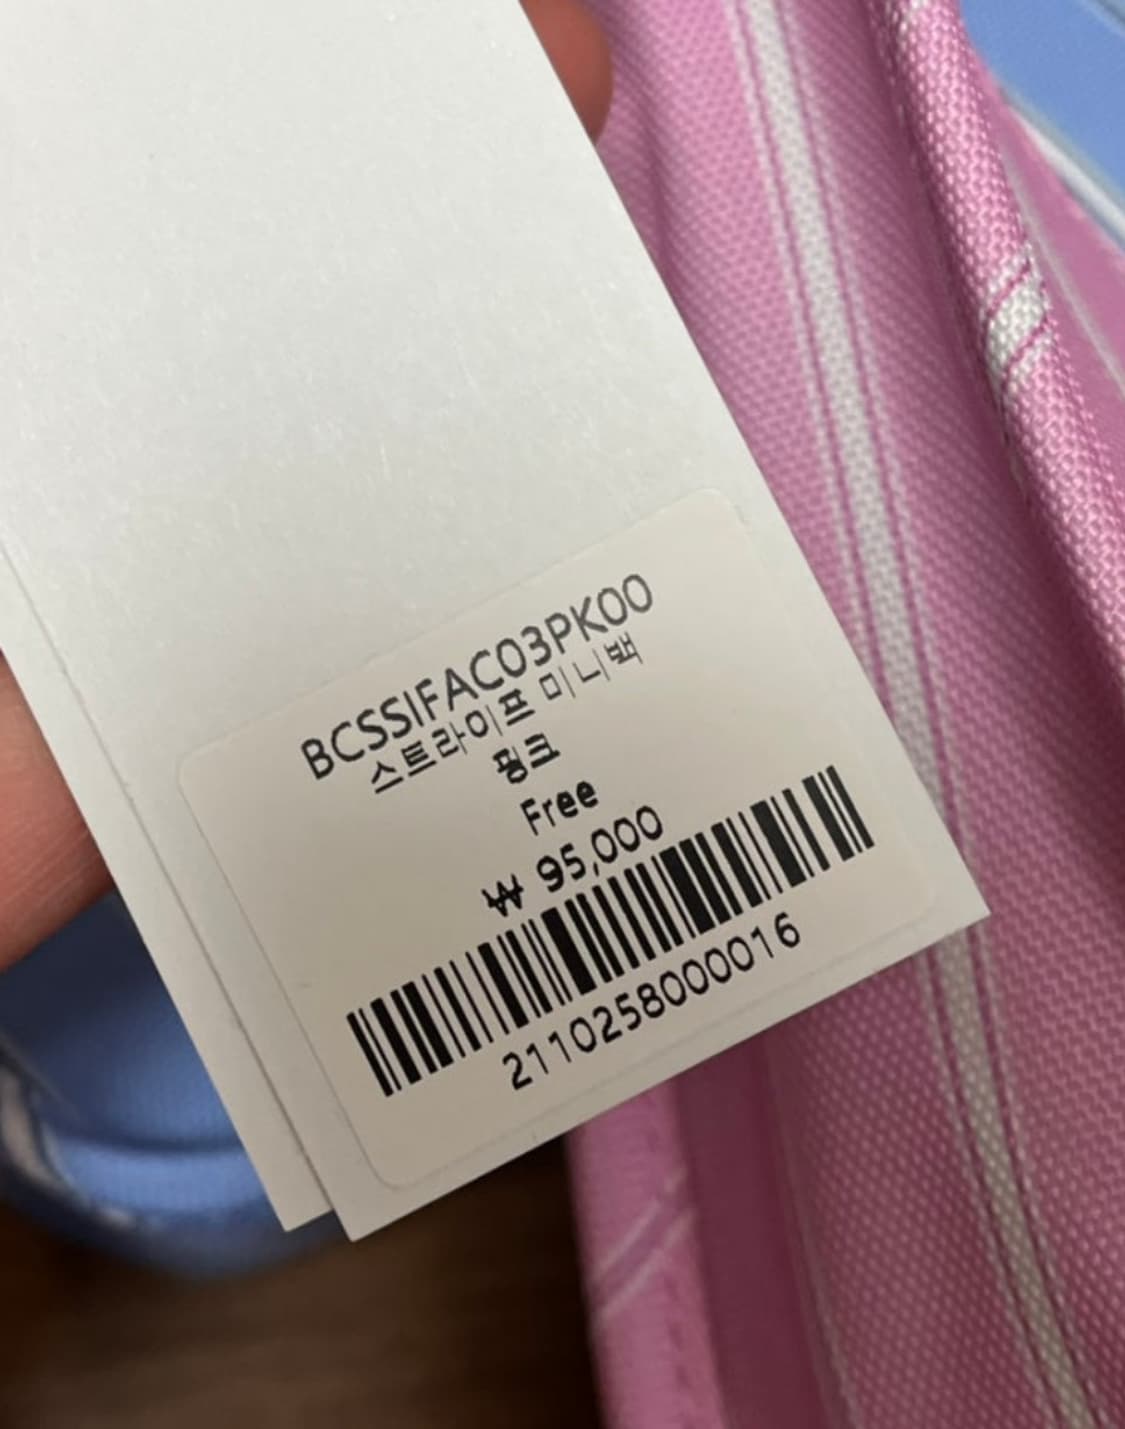 BCSSIFAC03PK00
스트라이프 미니백
핑크
Free
₩ 95,000
2110258000016